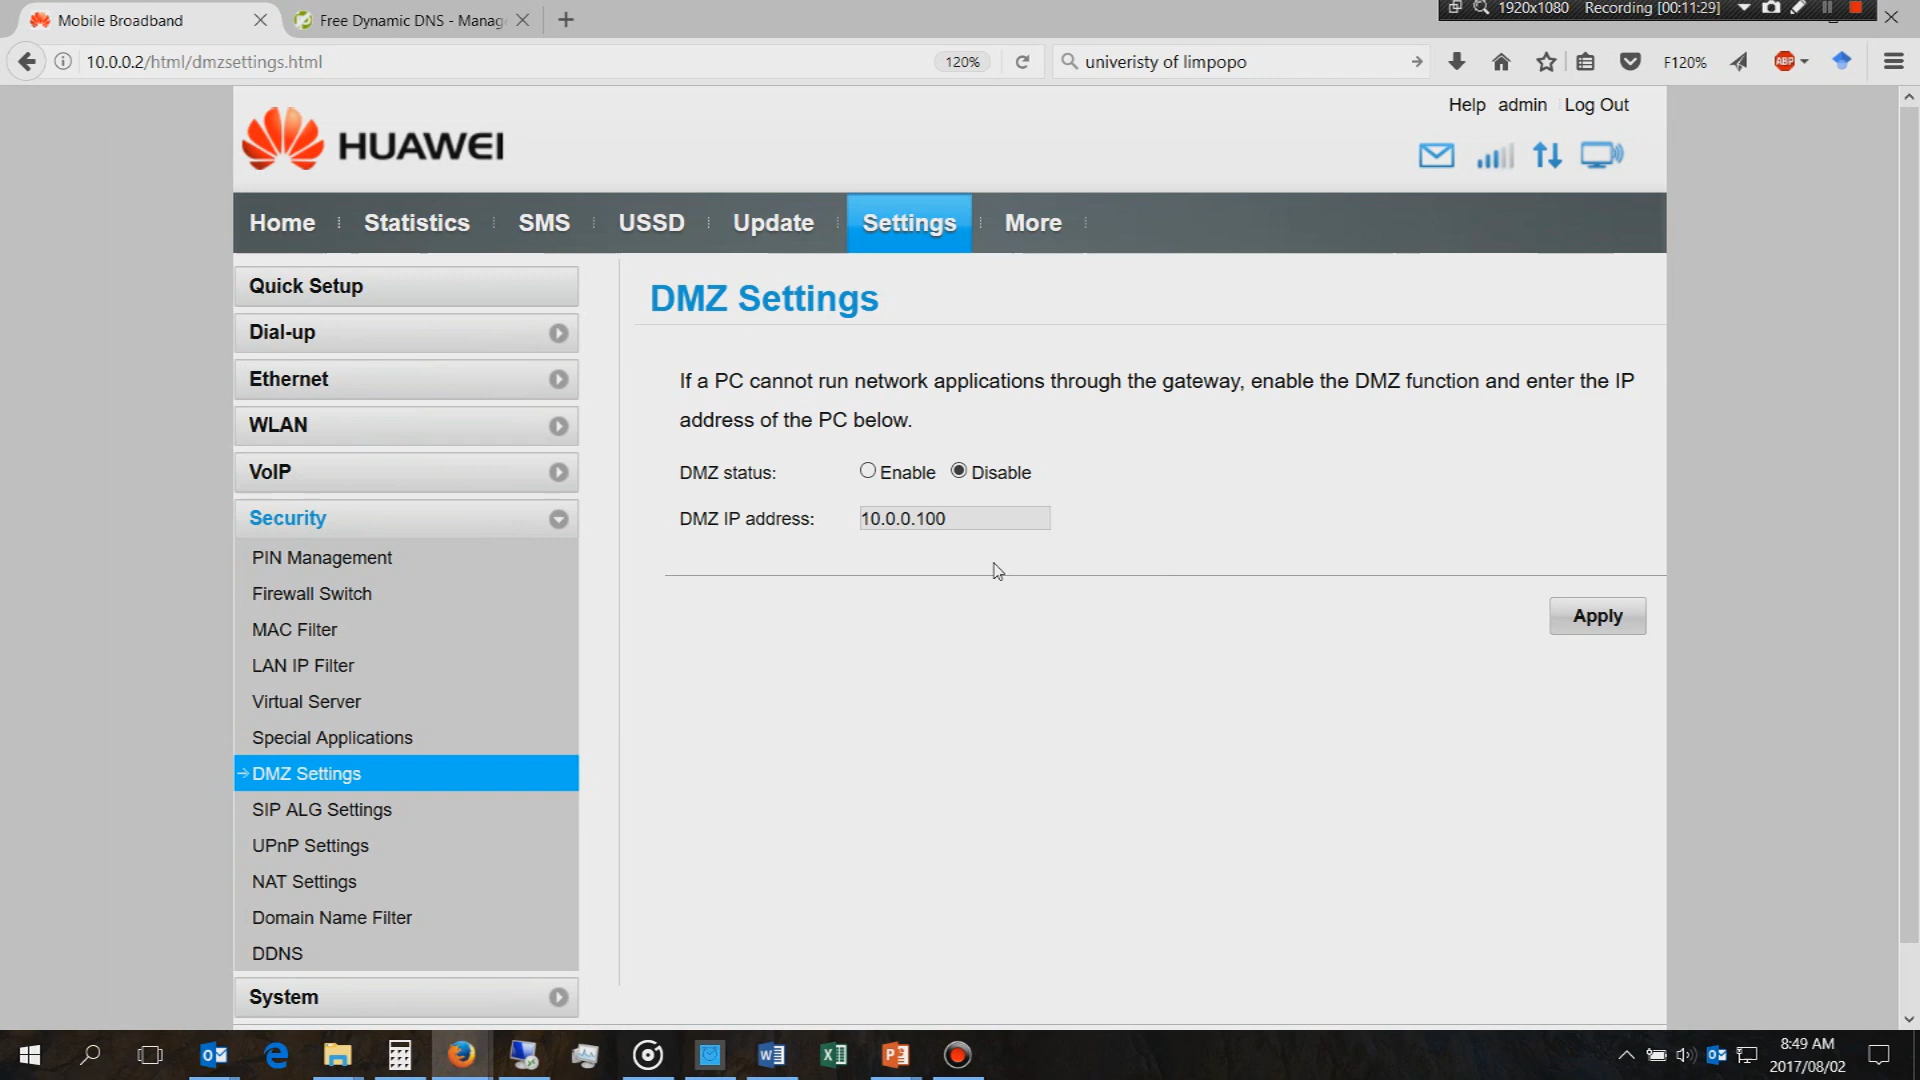 Mobile Broadband
Free Dynamic DNS - Manag
1920x1080 Recording [00:11:29]
10.0.0.2/html/dmzsettings.html
120%
univeristy of limpopo
F120%
ABP
Help admin Log Out
HUAWEI
Home Statistics SMS USSD Update Settings More
Quick Setup
Dial-up
Ethernet
WLAN
VoIP
Security
PIN Management
Firewall Switch
MAC Filter
LAN IP Filter
Virtual Server
Special Applications
DMZ Settings
SIP ALG Settings
UPnP Settings
NAT Settings
Domain Name Filter
DDNS
System
DMZ Settings
If a PC cannot run network applications through the gateway, enable the DMZ function and enter the IP
address of the PC below.
DMZ status: Enable Disable
DMZ IP address: 10.0.0.100
Apply
8:49 AM
2017/08/02